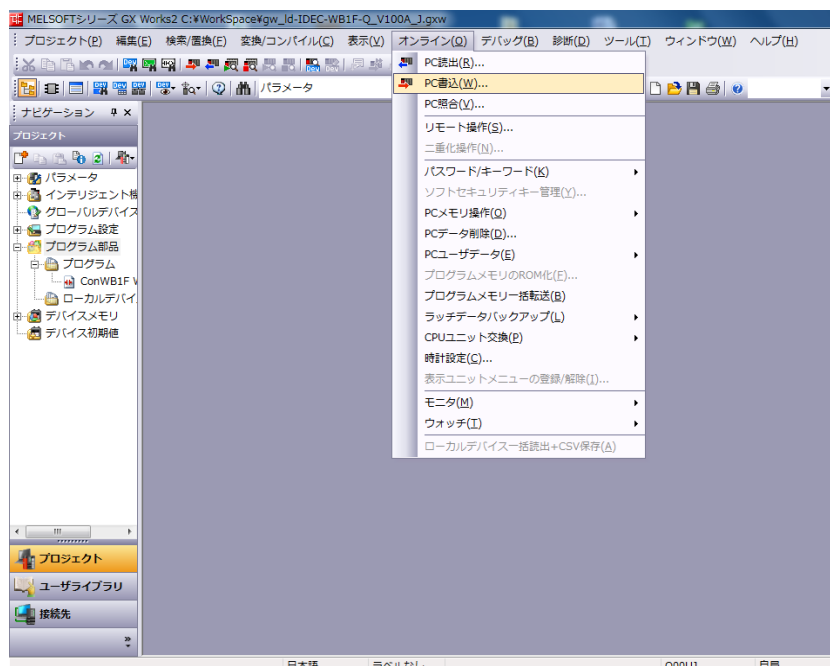 MELSOFTシリーズ GX Works2 C:¥WorkSpace¥gw_ld-IDEC-WB1F-Q_V100A_J.gxw
プロジェクト(P) 編集(E) 検索/置換(F) 変換/コンパイル(C) 表示(V) オンライン(O) デバッグ(B) 診断(D) ツール(T) ウィンドウ(W) ヘルプ(H)
パラメータ
ナビゲーション
プロジェクト
パラメータ
インテリジェント機
グローバルデバイス
プログラム設定
プログラム部品
プログラム
ConWB1F V
ローカルデバイ
デバイスメモリ
デバイス初期値
PC読出(R)...
PC書込(W)...
PC照合(V)...
リモート操作(S)...
二重化操作(N)...
パスワード/キーワード(K)
ソフトセキュリティキー管理(Y)...
PCメモリ操作(O)
PCデータ削除(D)...
PCユーザデータ(E)
プログラムメモリのROM化(F)...
プログラムメモリ一括転送(B)
ラッチデータバックアップ(L)
CPUユニット交換(P)
時計設定(C)...
表示ユニットメニューの登録/解除(I)...
モニタ(M)
ウォッチ(T)
ローカルデバイス一括読出+CSV保存(A)
プロジェクト
ユーザライブラリ
接続先
日本語 ラベルなし Q00UJ 自局